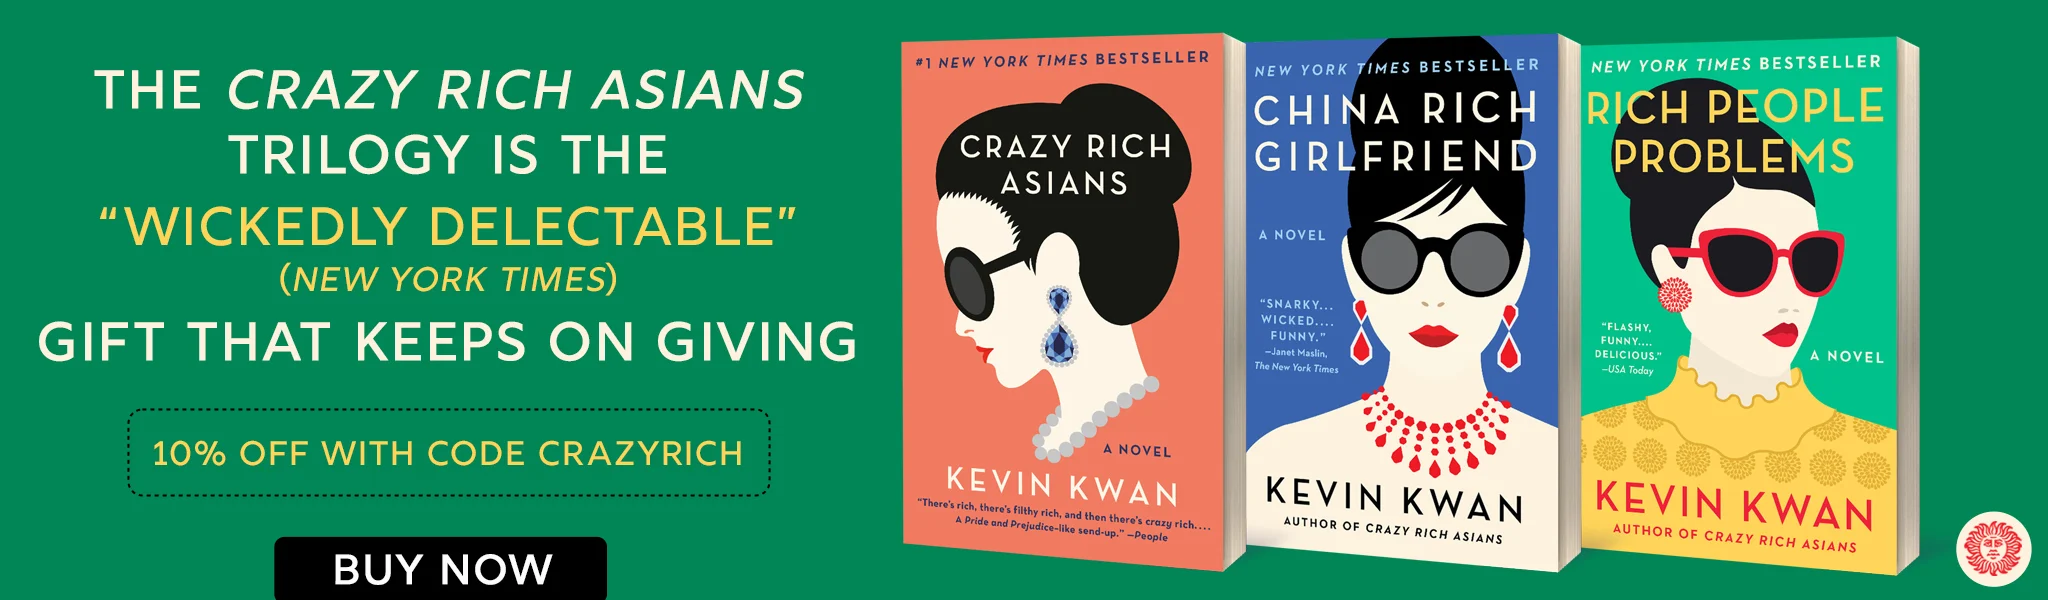 THE CRAZY RICH ASIANS
TRILOGY IS THE
“WICKEDLY DELECTABLE”
(NEW YORK TIMES)
GIFT THAT KEEPS ON GIVING
10% OFF WITH CODE CRAZYRICH
BUY NOW
#1 NEW YORK TIMES BESTSELLER
CRAZY RICH
ASIANS
A NOVEL
KEVIN KWAN
“There's rich, there's filthy rich, and then there's crazy rich....
A Pride and Prejudice–like send-up.” —People
NEW YORK TIMES BESTSELLER
CHINA RICH
GIRLFRIEND
A NOVEL
“SNARKY...
WICKED....
FUNNY.”
—Janet Maslin,
The New York Times
KEVIN KWAN
AUTHOR OF CRAZY RICH ASIANS
NEW YORK TIMES BESTSELLER
RICH PEOPLE
PROBLEMS
“FLASHY,
FUNNY....
DELICIOUS.”
—USA Today
A NOVEL
KEVIN KWAN
AUTHOR OF CRAZY RICH ASIANS